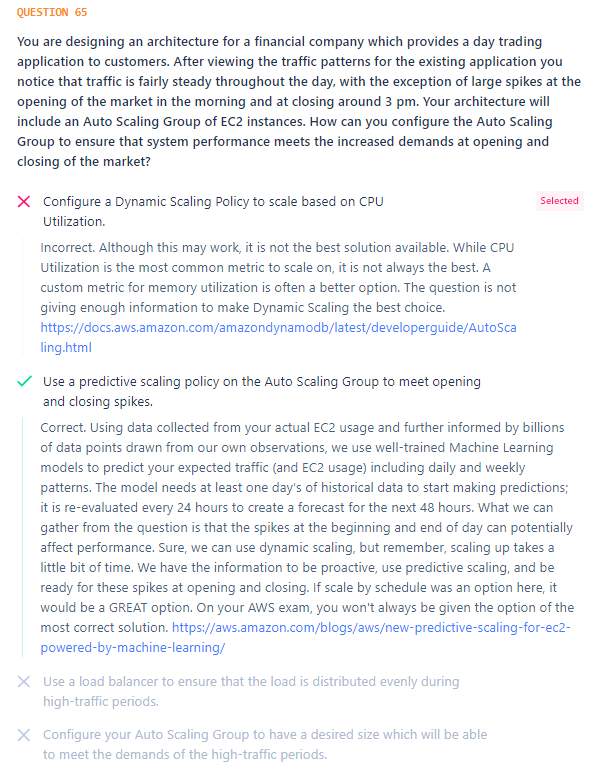 QUESTION 65
You are designing an architecture for a financial company which provides a day trading
application to customers. After viewing the traffic patterns for the existing application you
notice that traffic is fairly steady throughout the day, with the exception of large spikes at the
opening of the market in the morning and at closing around 3 pm. Your architecture will
include an Auto Scaling Group of EC2 instances. How can you configure the Auto Scaling
Group to ensure that system performance meets the increased demands at opening and
closing of the market?
Configure a Dynamic Scaling Policy to scale based on CPU
Utilization.
Selected
Incorrect. Although this may work, it is not the best solution available. While CPU
Utilization is the most common metric to scale on, it is not always the best. A
custom metric for memory utilization is often a better option. The question is not
giving enough information to make Dynamic Scaling the best choice.
https://docs.aws.amazon.com/amazondynamodb/latest/developerguide/AutoSca
ling.html
Use a predictive scaling policy on the Auto Scaling Group to meet opening
and closing spikes.
Correct. Using data collected from your actual EC2 usage and further informed by billions
of data points drawn from our own observations, we use well-trained Machine Learning
models to predict your expected traffic (and EC2 usage) including daily and weekly
patterns. The model needs at least one day's of historical data to start making predictions;
it is re-evaluated every 24 hours to create a forecast for the next 48 hours. What we can
gather from the question is that the spikes at the beginning and end of day can potentially
affect performance. Sure, we can use dynamic scaling, but remember, scaling up takes a
little bit of time. We have the information to be proactive, use predictive scaling, and be
ready for these spikes at opening and closing. If scale by schedule was an option here, it
would be a GREAT option. On your AWS exam, you won't always be given the option of the
most correct solution. https://aws.amazon.com/blogs/aws/new-predictive-scaling-for-ec2-
powered-by-machine-learning/
Use a load balancer to ensure that the load is distributed evenly during
high-traffic periods.
Configure your Auto Scaling Group to have a desired size which will be able
to meet the demands of the high-traffic periods.